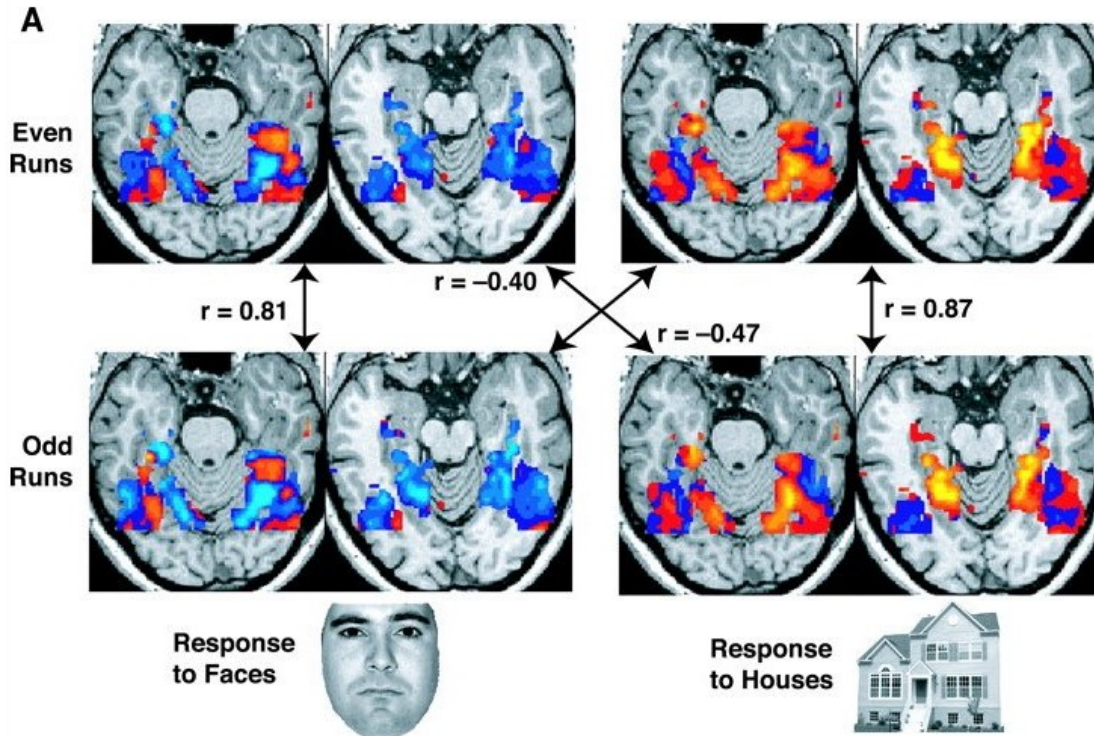 A
Even
Runs
r = –0.40
r = 0.81
r = 0.87
r = –0.47
Odd
Runs
Response
to Faces
Response
to Houses